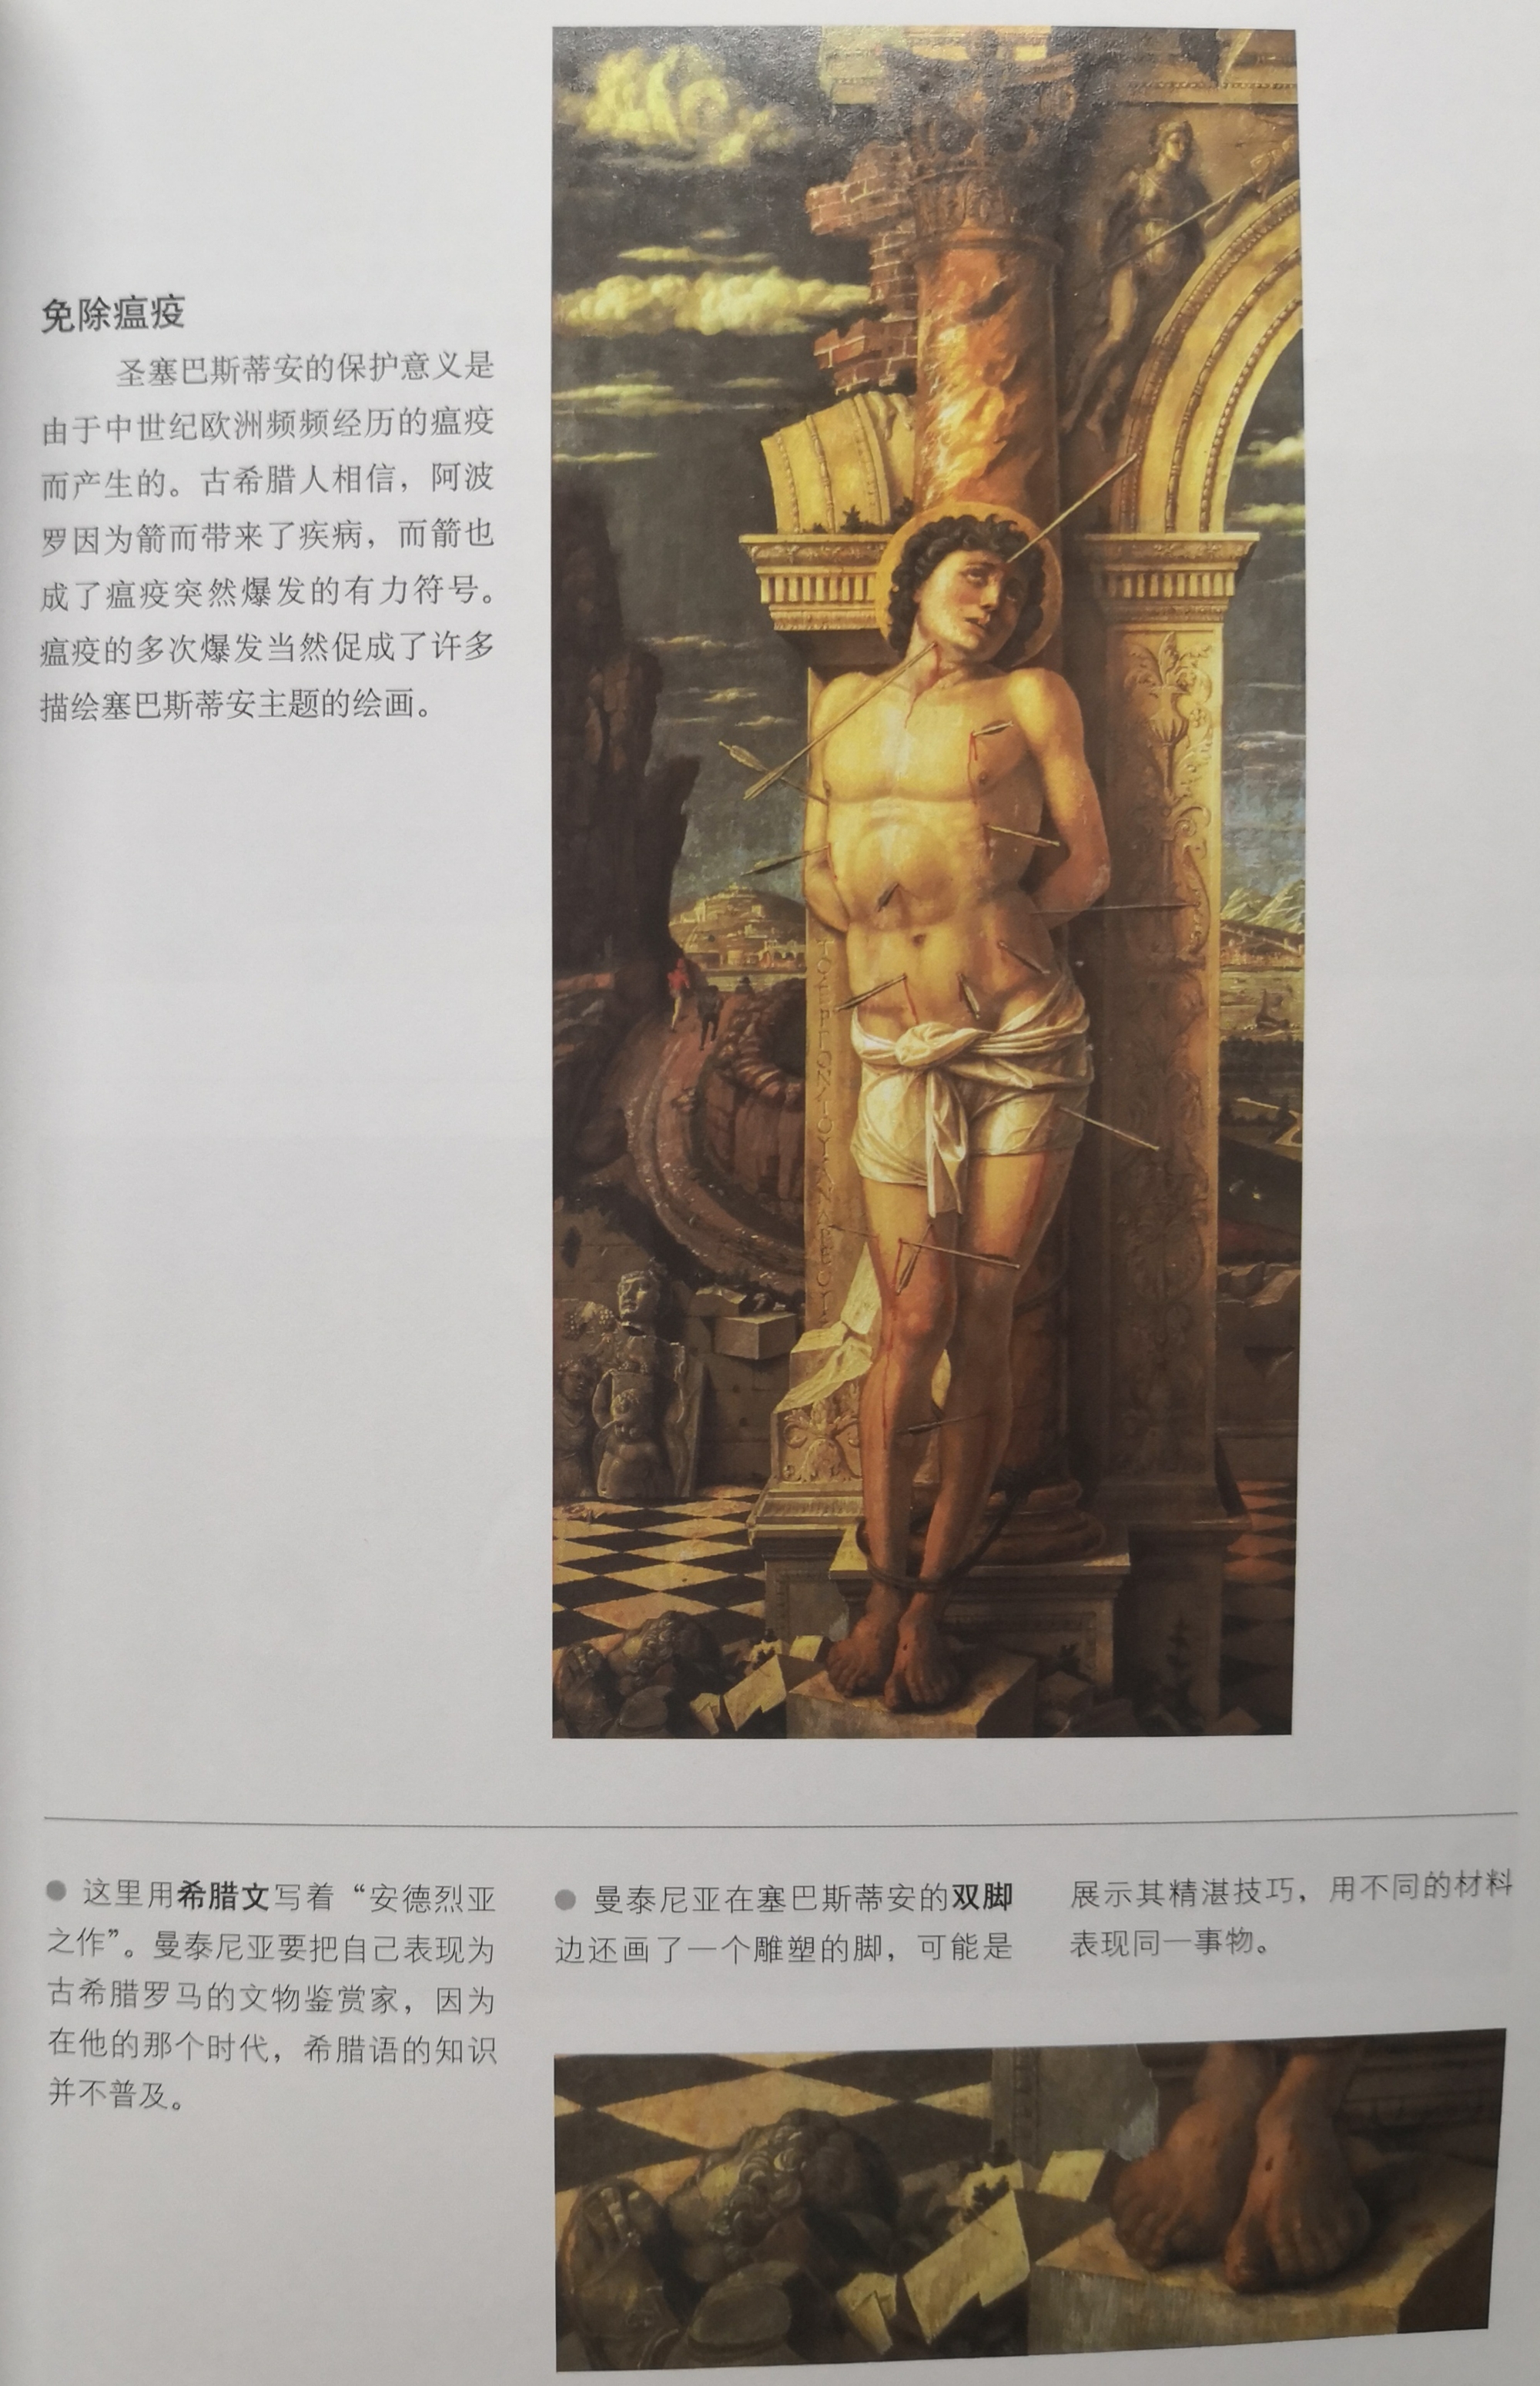 免除瘟疫
圣塞巴斯蒂安的保护意义是
由于中世纪欧洲频频经历的瘟疫
而产生的。古希腊人相信，阿波
罗因为箭而带来了疾病，而箭也
成了瘟疫突然爆发的有力符号。
瘟疫的多次爆发当然促成了许多
描绘塞巴斯蒂安主题的绘画。
● 这里用希腊文写着“安德烈亚
之作”。曼泰尼亚要把自己表现为
古希腊罗马的文物鉴赏家，因为
在他的那个时代，希腊语的知识
并不普及。
● 曼泰尼亚在塞巴斯蒂安的双脚
边还画了一个雕塑的脚，可能是
展示其精湛技巧，用不同的材料
表现同一事物。